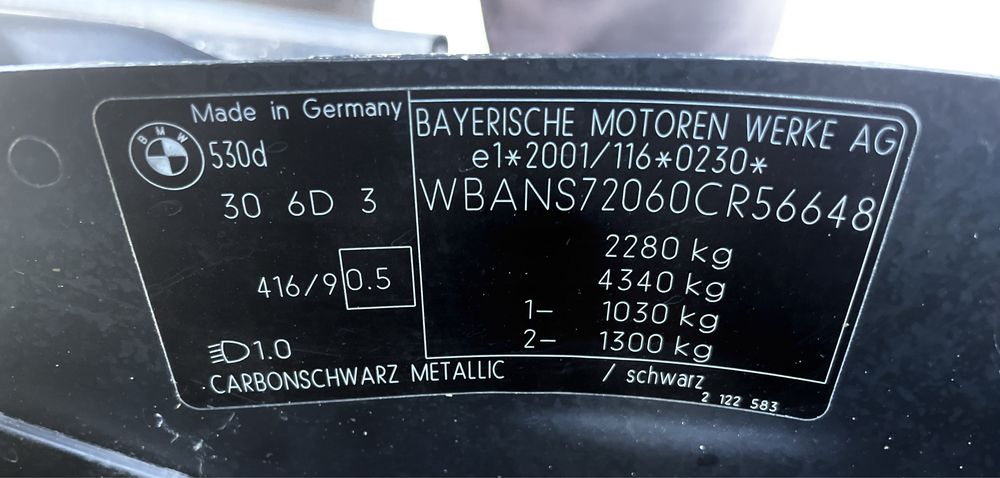 Made in Germany
BMW
530d
30 6D 3
416/9 0.5
1.0
CARBONSCHWARZ METALLIC / schwarz
BAYERISCHE MOTOREN WERKE AG
e1*2001/116*0230*
WBANS72060CR56648
2280 kg
4340 kg
1– 1030 kg
2– 1300 kg
2 122 583